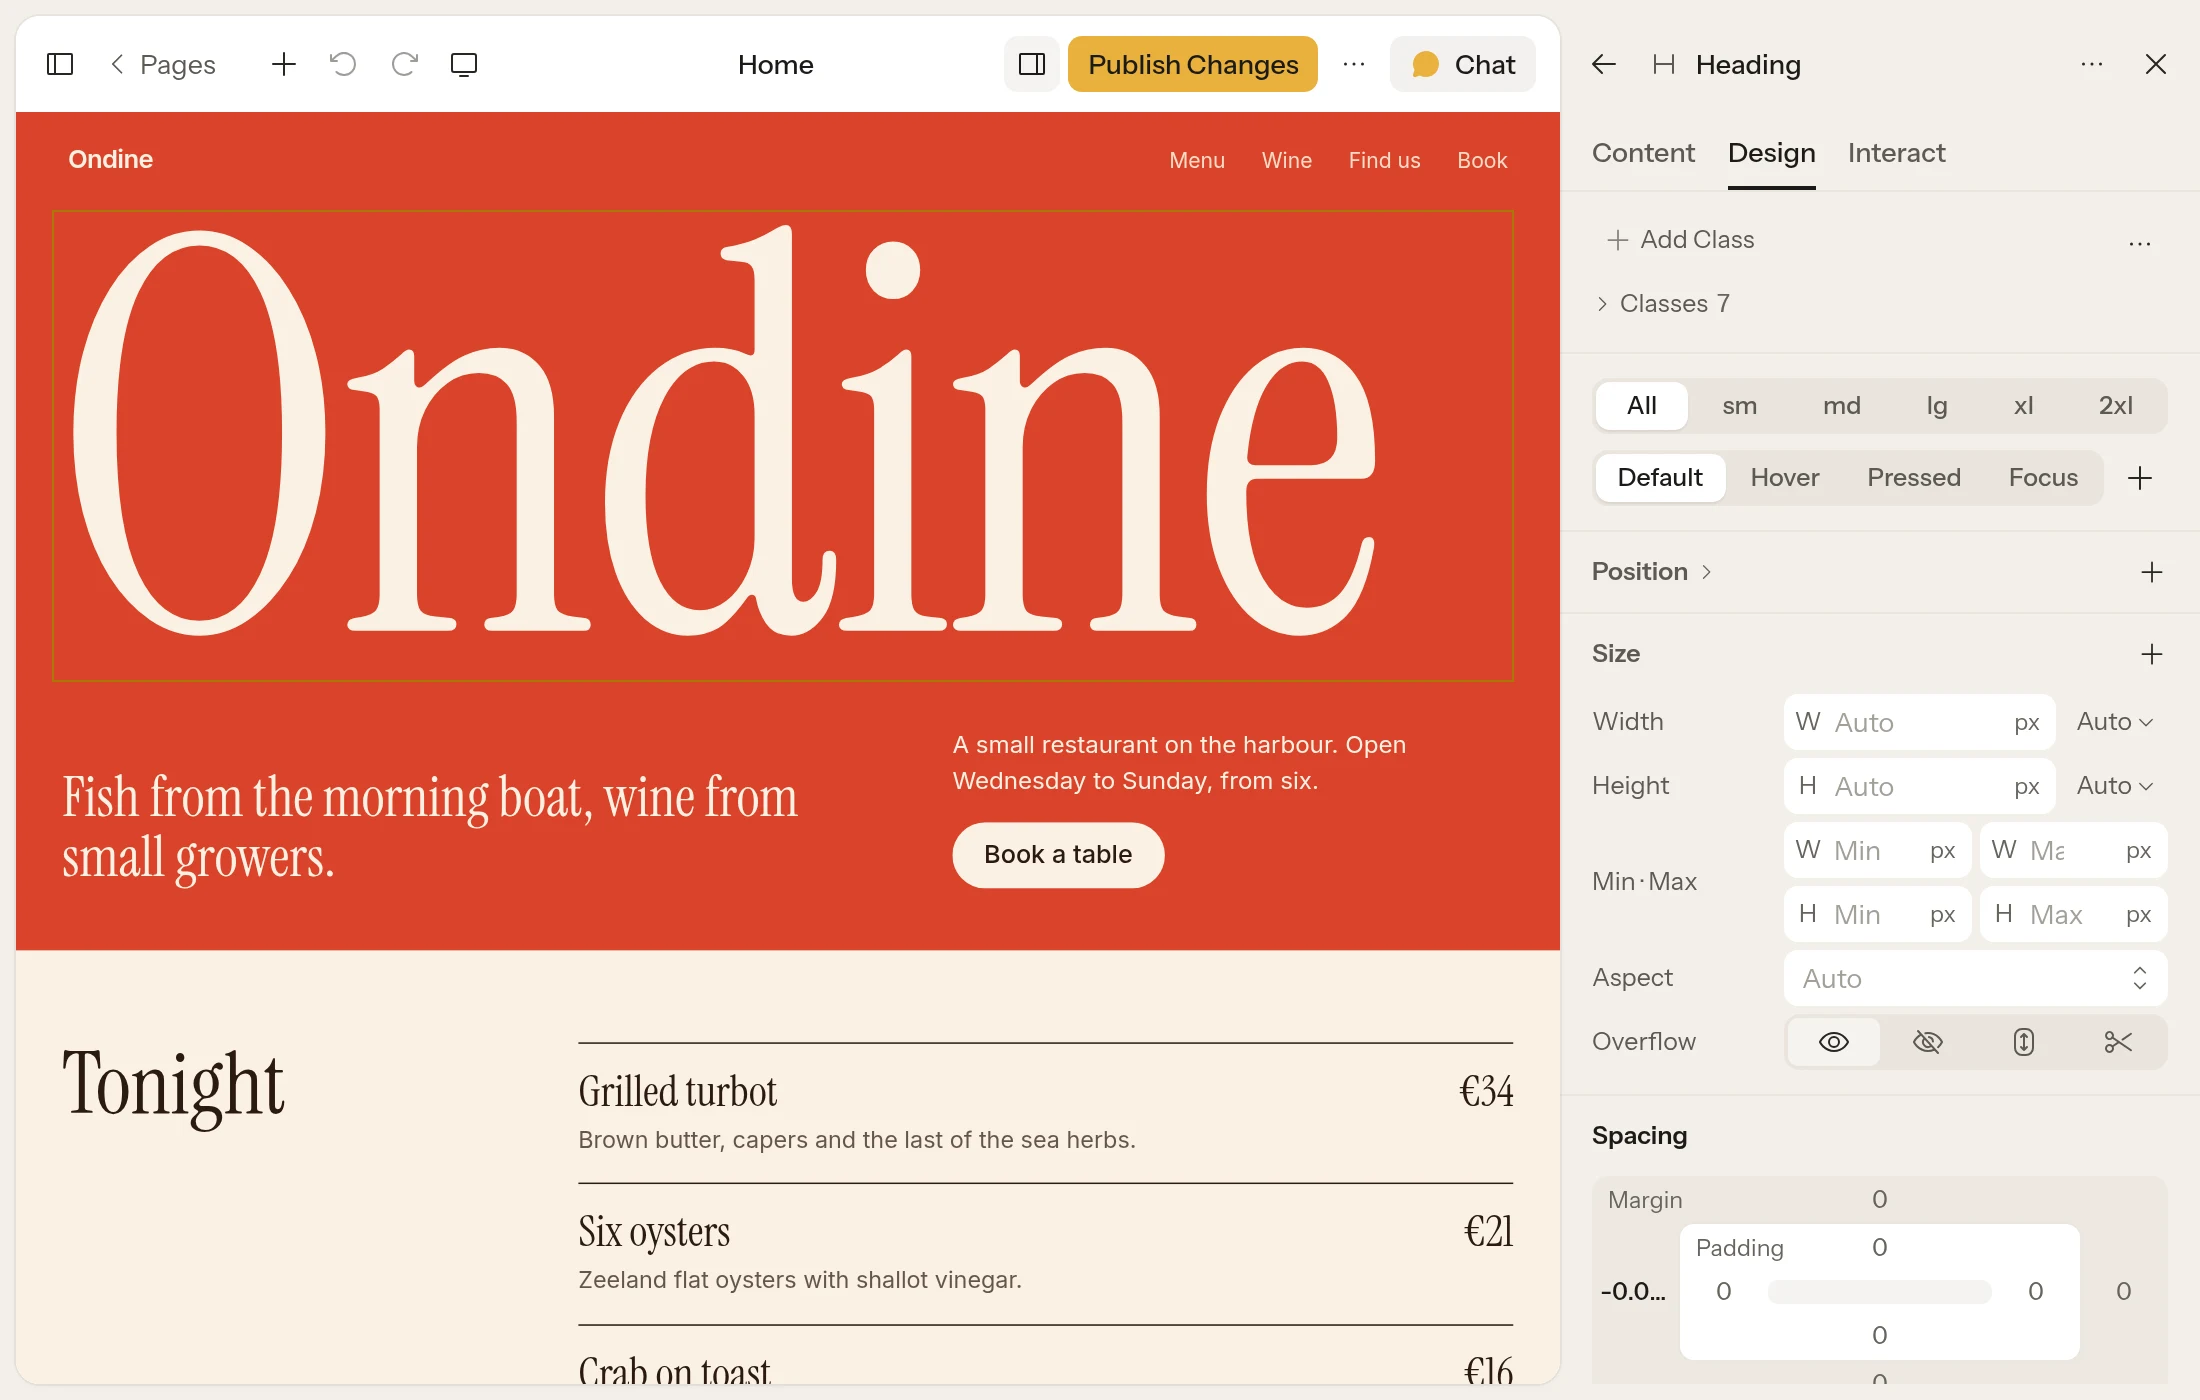 Pages
Home
Publish Changes
Chat
Ondine
Menu Wine Find us Book
Ondine
Fish from the morning boat, wine from
small growers.
A small restaurant on the harbour. Open
Wednesday to Sunday, from six.
Book a table
Tonight
Grilled turbot €34
Brown butter, capers and the last of the sea herbs.
Six oysters €21
Zeeland flat oysters with shallot vinegar.
Crab on toast €16
Heading
Content Design Interact
Add Class
Classes 7
All sm md lg xl 2xl
Default Hover Pressed Focus
Position
Size
Width W Auto px Auto
Height H Auto px Auto
Min·Max
W Min px W Ma px
H Min px H Max px
Aspect Auto
Overflow
Spacing
Margin 0
Padding 0
-0.0... 0 0 0
0
0